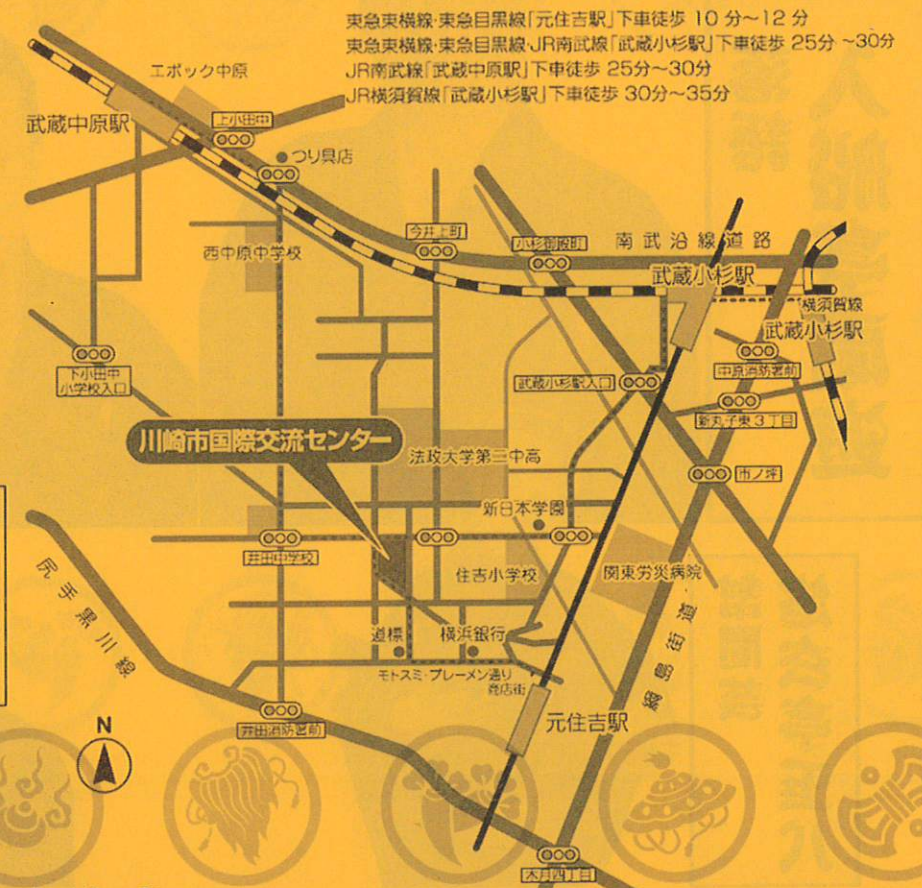 東急東横線・東急目黒線「元住吉駅」下車徒歩 10 分～12 分
東急東横線・東急目黒線・JR南武線「武蔵小杉駅」下車徒歩 25分 ～30分
JR南武線「武蔵中原駅」下車徒歩 25分～30分
JR横須賀線「武蔵小杉駅」下車徒歩 30分～35分
エポック中原
武蔵中原駅
上小田中
つり具店
西中原中学校
今井上町
小杉御殿町
南武沿線道路
武蔵小杉駅
横須賀線
武蔵小杉駅
下小田中
小学校入口
武蔵小杉駅入口
中原消防署前
新丸子東3丁目
川崎市国際交流センター
法政大学第二中高
市ノ坪
新日本学園
井田中学校
住吉小学校
関東労災病院
尻手黒川線
綱島街道
道標
横浜銀行
モトスミ・ブレーメン通り
商店街
元住吉駅
井田消防署前
N
木月四丁目